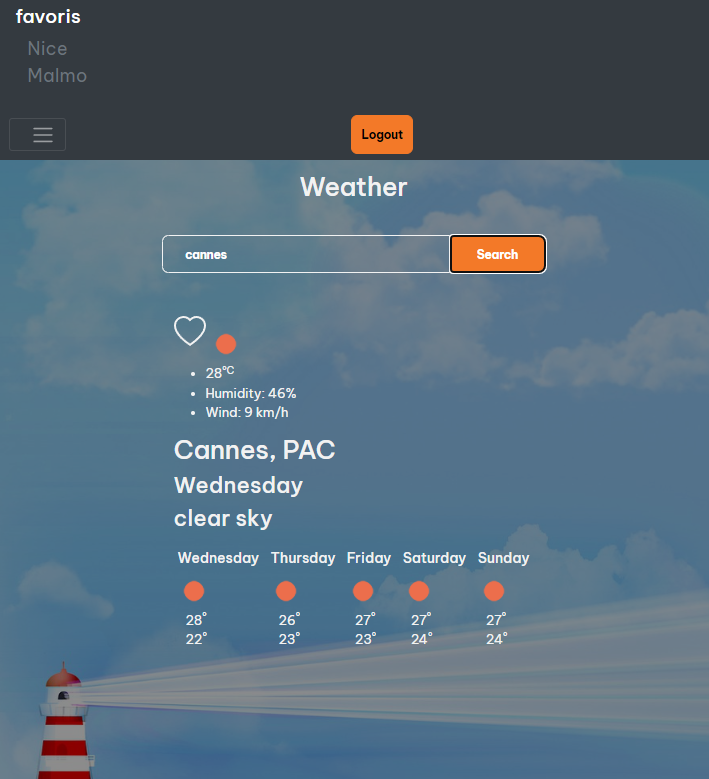 favoris
Nice
Malmo
Logout
Weather
cannes Search
• 28°C
• Humidity: 46%
• Wind: 9 km/h
Cannes, PAC
Wednesday
clear sky
Wednesday Thursday Friday Saturday Sunday
28° 26° 27° 27° 27°
22° 23° 23° 24° 24°